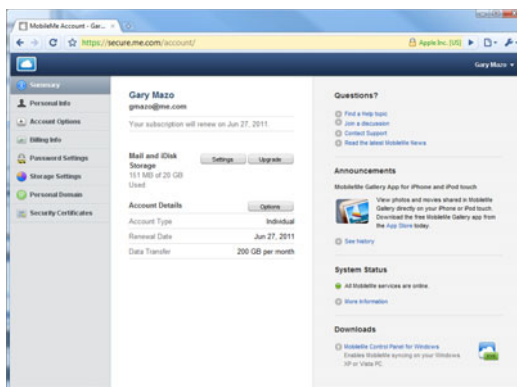 MobileMe Account - Gar...
https://secure.me.com/account/
Apple Inc. [US]
Gary Mazo
Summary
Personal Info
Account Options
Billing Info
Password Settings
Storage Settings
Personal Domain
Security Certificates
Gary Mazo
gmazo@me.com
Your subscription will renew on Jun 27, 2011.
Mail and iDisk
Storage
151 MB of 20 GB
Used
Settings
Upgrade
Account Details
Options
Account Type
Individual
Renewal Date
Jun 27, 2011
Data Transfer
200 GB per month
Questions?
Find a Help topic
Join a discussion
Contact Support
Read the latest MobileMe News
Announcements
MobileMe Gallery App for iPhone and iPod touch
View photos and movies shared in MobileMe
Gallery directly on your iPhone or iPod touch.
Download the free MobileMe Gallery app from
the App Store today.
See history
System Status
All MobileMe services are online.
More Information
Downloads
MobileMe Control Panel for Windows
Enables MobileMe syncing on your Windows
XP or Vista PC.